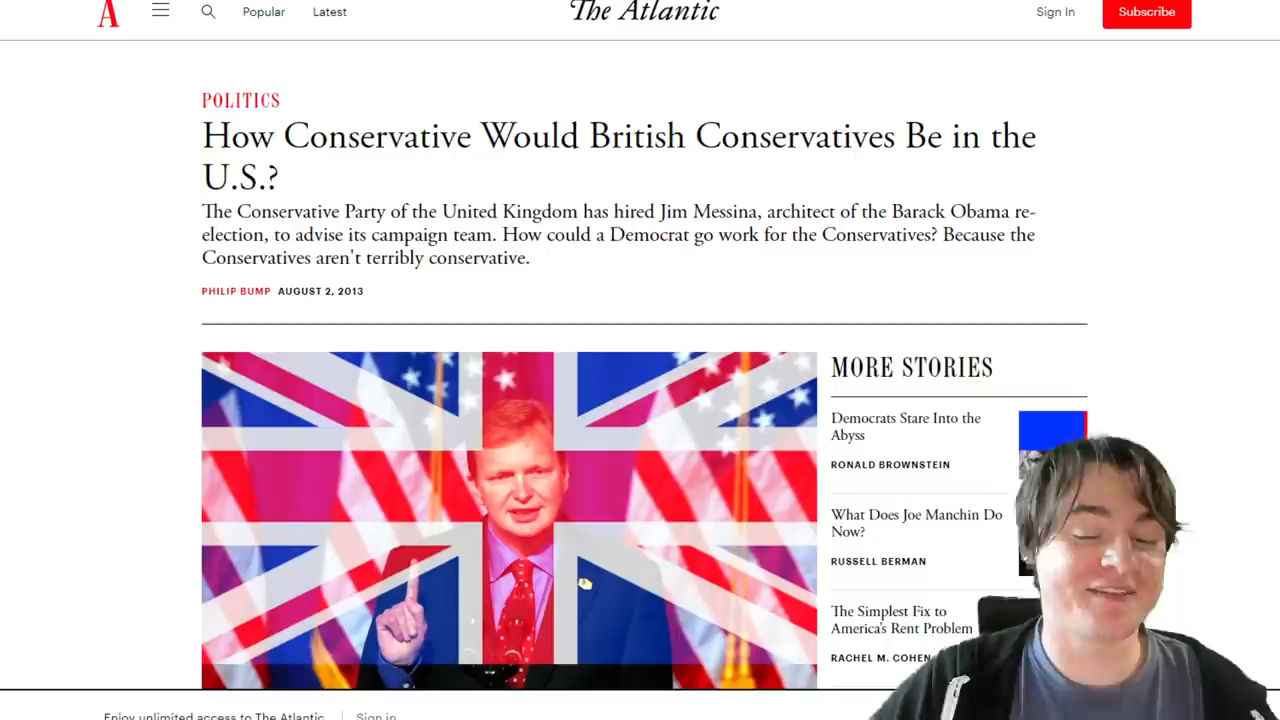 A
Popular
Latest
The Atlantic
Sign In
Subscribe
POLITICS
How Conservative Would British Conservatives Be in the
U.S.?
The Conservative Party of the United Kingdom has hired Jim Messina, architect of the Barack Obama re-
election, to advise its campaign team. How could a Democrat go work for the Conservatives? Because the
Conservatives aren't terribly conservative.
PHILIP BUMP AUGUST 2, 2013
MORE STORIES
Democrats Stare Into the
Abyss
RONALD BROWNSTEIN
What Does Joe Manchin Do
Now?
RUSSELL BERMAN
The Simplest Fix to
America's Rent Problem
RACHEL M. COHEN
Enjoy unlimited access to The Atlantic
Sign in